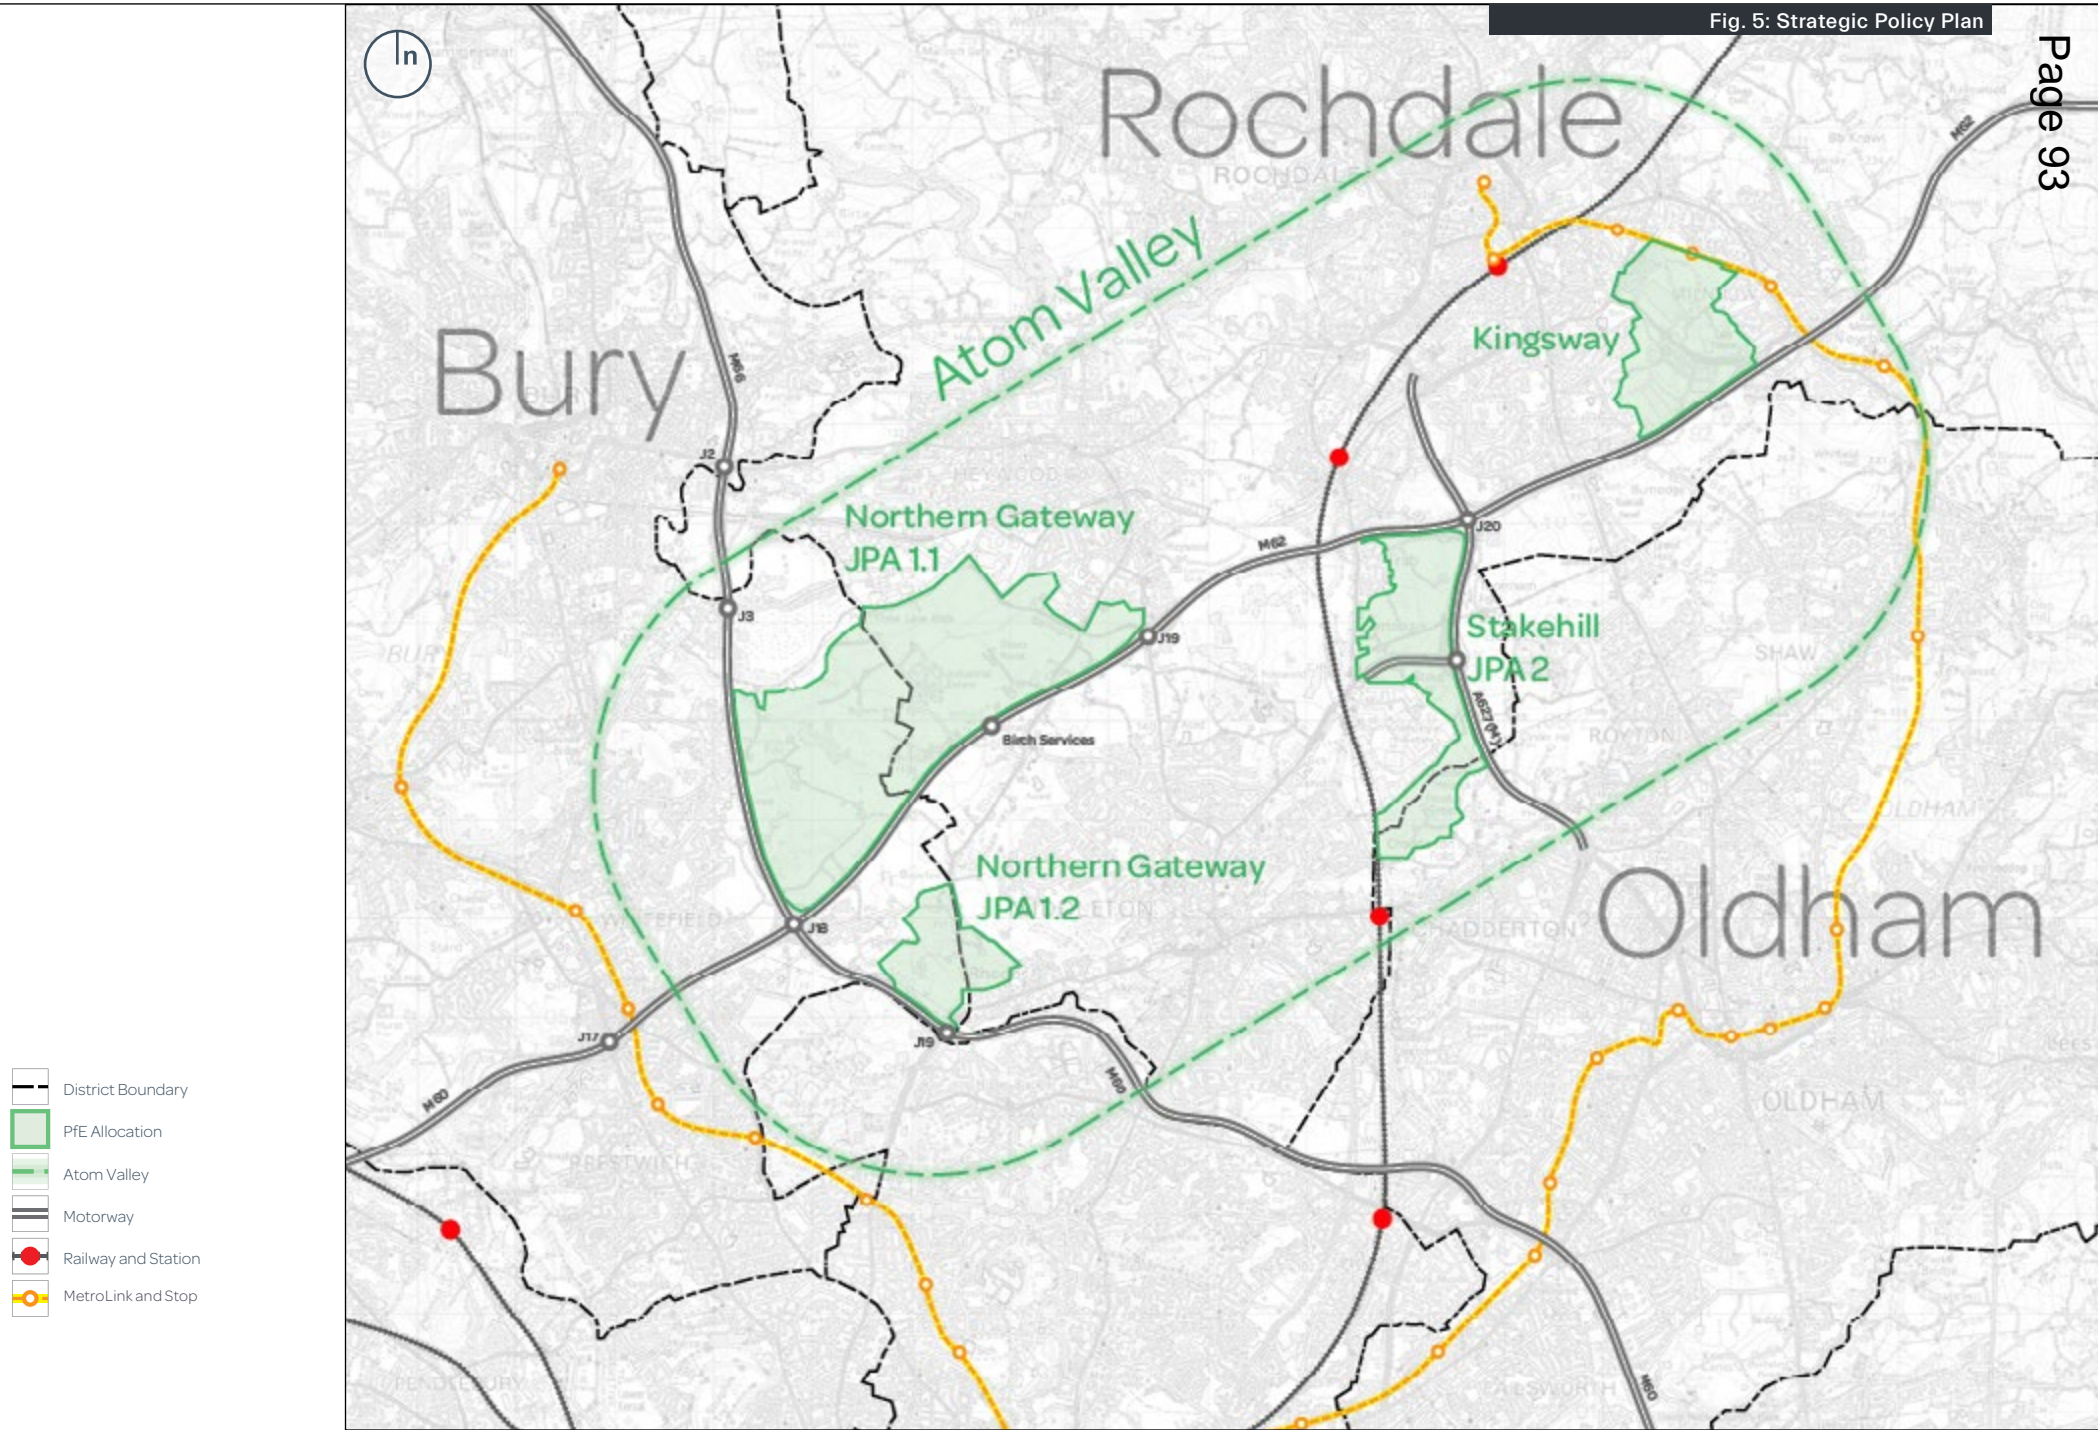 Fig. 5: Strategic Policy Plan
Page 93
n
Rochdale
M62
Atom Valley
Kingsway
Bury
M66
J2
Northern Gateway
JPA 1.1
J20
M62
J3
J19
Stakehill
JPA 2
SHAW
A627(M)
ROYTON
Birch Services
OLDHAM
Northern Gateway
JPA 1.2
CHADDERTON
Oldham
J18
J17
J19
M60
M60
District Boundary
PfE Allocation
Atom Valley
Motorway
Railway and Station
MetroLink and Stop
OLDHAM
PRESTWICH
M60